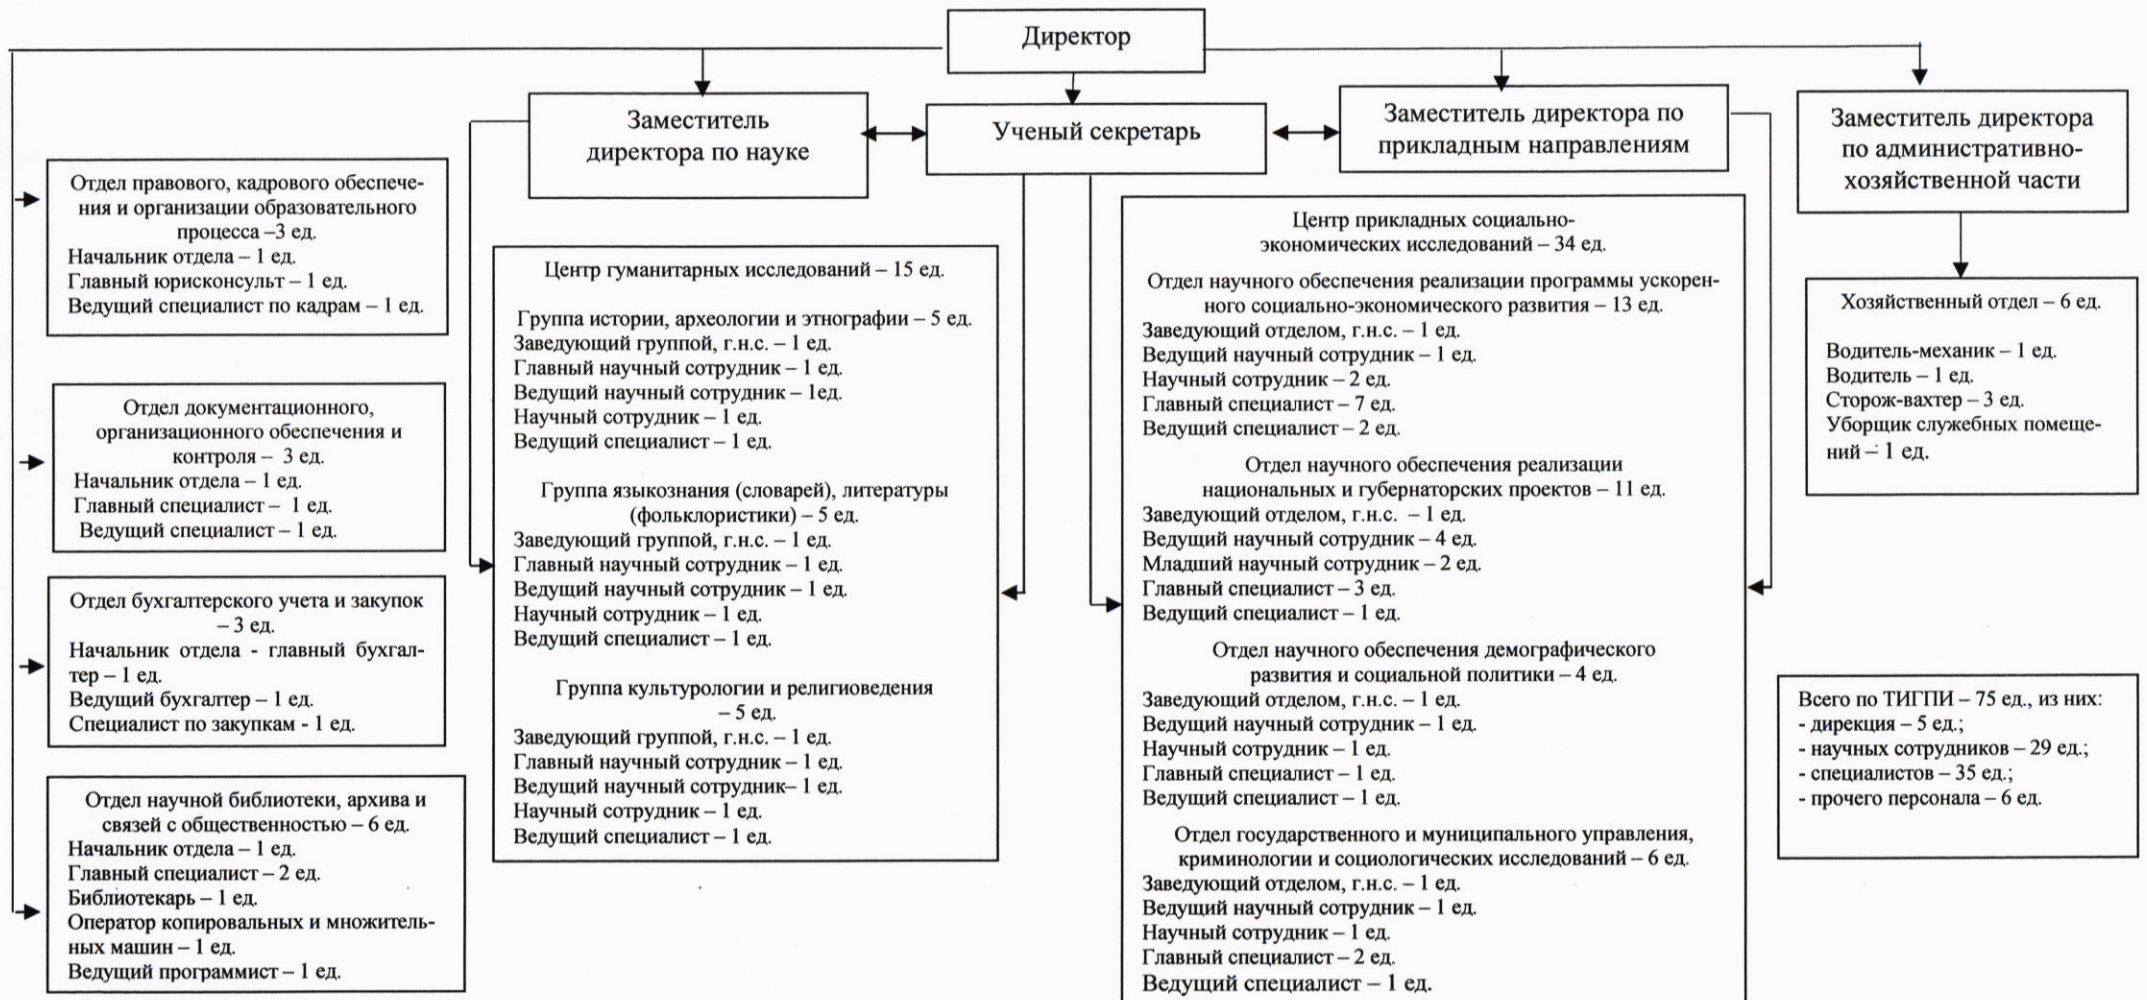 Директор
Заместитель
директора по науке
Ученый секретарь
Заместитель директора по
прикладным направлениям
Заместитель директора
по административно-
хозяйственной части
Отдел правового, кадрового обеспече-
ния и организации образовательного
процесса –3 ед.
Начальник отдела – 1 ед.
Главный юрисконсульт – 1 ед.
Ведущий специалист по кадрам – 1 ед.
Отдел документационного,
организационного обеспечения и
контроля – 3 ед.
Начальник отдела – 1 ед.
Главный специалист – 1 ед.
Ведущий специалист – 1 ед.
Отдел бухгалтерского учета и закупок
– 3 ед.
Начальник отдела - главный бухгал-
тер – 1 ед.
Ведущий бухгалтер – 1 ед.
Специалист по закупкам - 1 ед.
Отдел научной библиотеки, архива и
связей с общественностью – 6 ед.
Начальник отдела – 1 ед.
Главный специалист – 2 ед.
Библиотекарь – 1 ед.
Оператор копировальных и множитель-
ных машин – 1 ед.
Ведущий программист – 1 ед.
Центр гуманитарных исследований – 15 ед.
Группа истории, археологии и этнографии – 5 ед.
Заведующий группой, г.н.с. – 1 ед.
Главный научный сотрудник – 1 ед.
Ведущий научный сотрудник – 1ед.
Научный сотрудник – 1 ед.
Ведущий специалист – 1 ед.
Группа языкознания (словарей), литературы
(фольклористики) – 5 ед.
Заведующий группой, г.н.с. – 1 ед.
Главный научный сотрудник – 1 ед.
Ведущий научный сотрудник – 1 ед.
Научный сотрудник – 1 ед.
Ведущий специалист – 1 ед.
Группа культурологии и религиоведения
– 5 ед.
Заведующий группой, г.н.с. – 1 ед.
Главный научный сотрудник – 1 ед.
Ведущий научный сотрудник– 1 ед.
Научный сотрудник – 1 ед.
Ведущий специалист – 1 ед.
Центр прикладных социально-
экономических исследований – 34 ед.
Отдел научного обеспечения реализации программы ускорен-
ного социально-экономического развития – 13 ед.
Заведующий отделом, г.н.с. – 1 ед.
Ведущий научный сотрудник – 1 ед.
Научный сотрудник – 2 ед.
Главный специалист – 7 ед.
Ведущий специалист – 2 ед.
Отдел научного обеспечения реализации
национальных и губернаторских проектов – 11 ед.
Заведующий отделом, г.н.с. – 1 ед.
Ведущий научный сотрудник – 4 ед.
Младший научный сотрудник – 2 ед.
Главный специалист – 3 ед.
Ведущий специалист – 1 ед.
Отдел научного обеспечения демографического
развития и социальной политики – 4 ед.
Заведующий отделом, г.н.с. – 1 ед.
Ведущий научный сотрудник – 1 ед.
Научный сотрудник – 1 ед.
Главный специалист – 1 ед.
Ведущий специалист – 1 ед.
Отдел государственного и муниципального управления,
криминологии и социологических исследований – 6 ед.
Заведующий отделом, г.н.с. – 1 ед.
Ведущий научный сотрудник – 1 ед.
Научный сотрудник – 1 ед.
Главный специалист – 2 ед.
Ведущий специалист – 1 ед.
Хозяйственный отдел – 6 ед.
Водитель-механик – 1 ед.
Водитель – 1 ед.
Сторож-вахтер – 3 ед.
Уборщик служебных помеще-
ний – 1 ед.
Всего по ТИГПИ – 75 ед., из них:
- дирекция – 5 ед.;
- научных сотрудников – 29 ед.;
- специалистов – 35 ед.;
- прочего персонала – 6 ед.